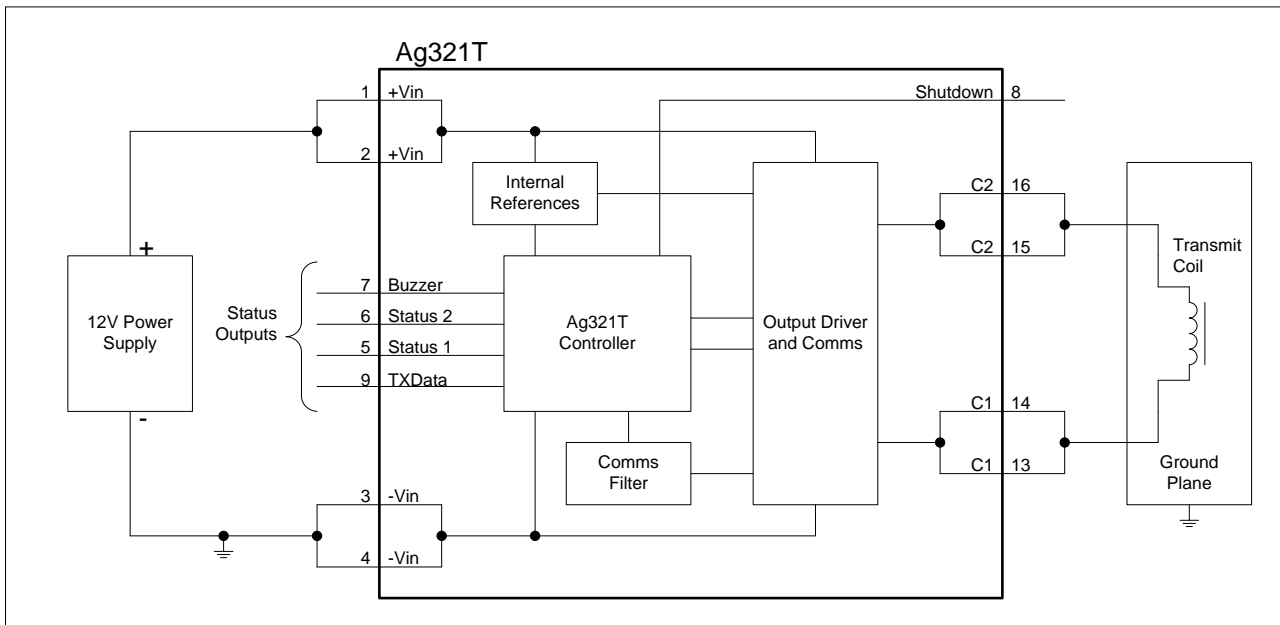 Ag321T
1 +Vin
Shutdown 8
2 +Vin
Internal
References
C2 16
C2 15
Transmit
Coil
+
12V Power
Supply
-
Status
Outputs
7 Buzzer
6 Status 2
5 Status 1
9 TXData
Ag321T
Controller
Output Driver
and Comms
C1 14
C1 13
Comms
Filter
Ground
Plane
3 -Vin
4 -Vin